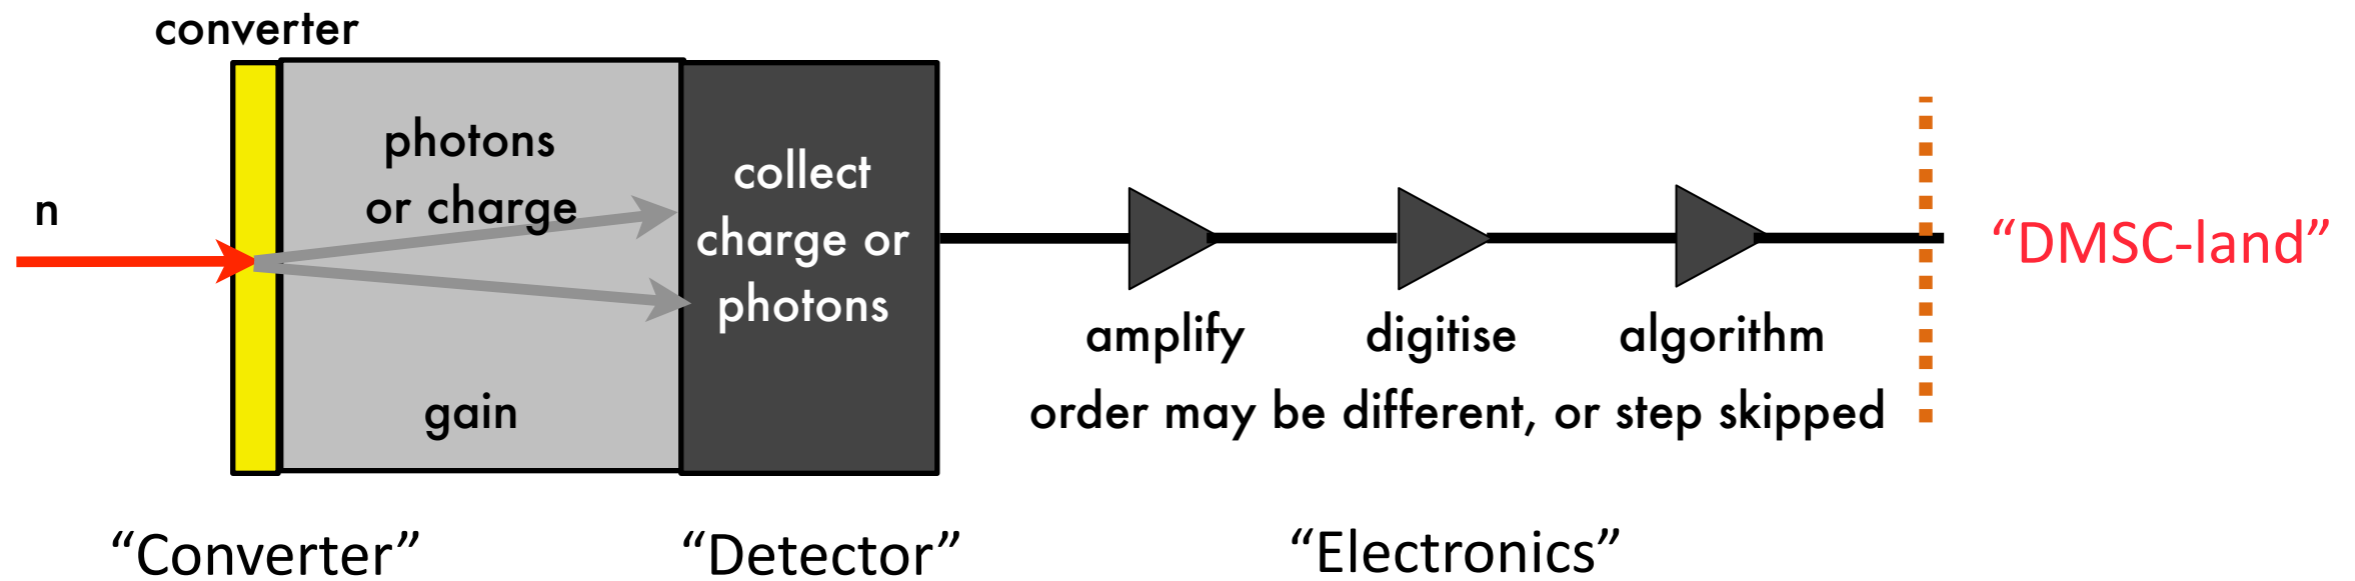 converter
n
photons
or charge
gain
collect
charge or
photons
amplify
digitise
algorithm
order may be different, or step skipped
“DMSC-land”
“Converter”
“Detector”
“Electronics”